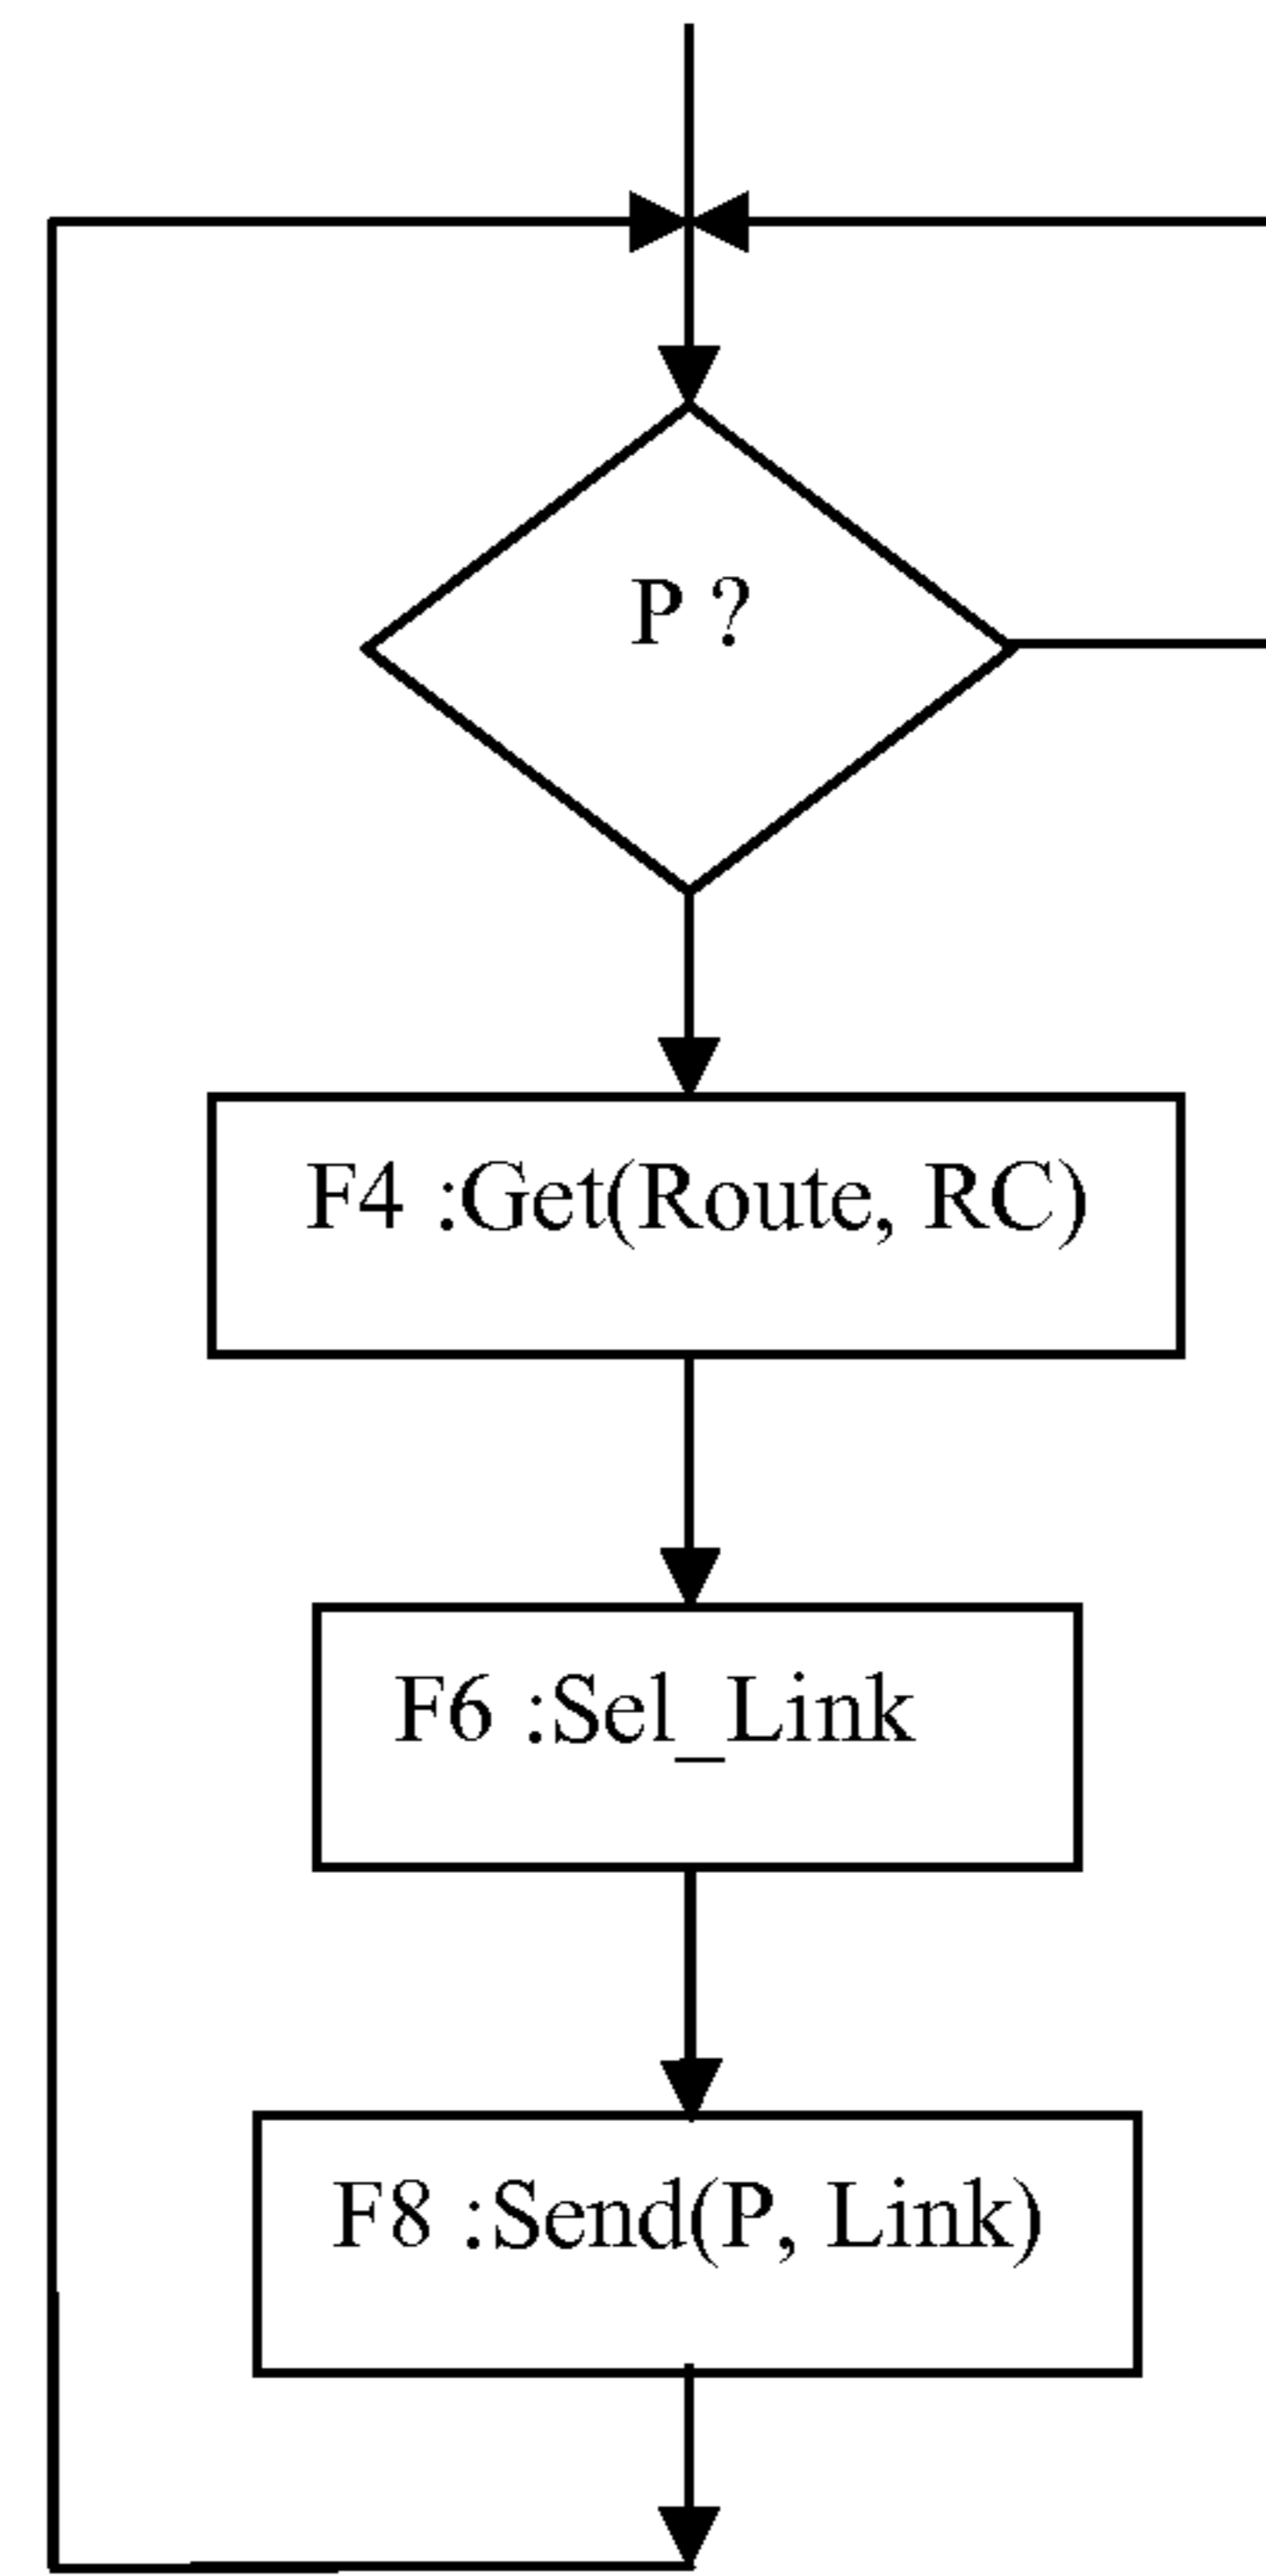 P ?
F4 :Get(Route, RC)
F6 :Sel_Link
F8 :Send(P, Link)